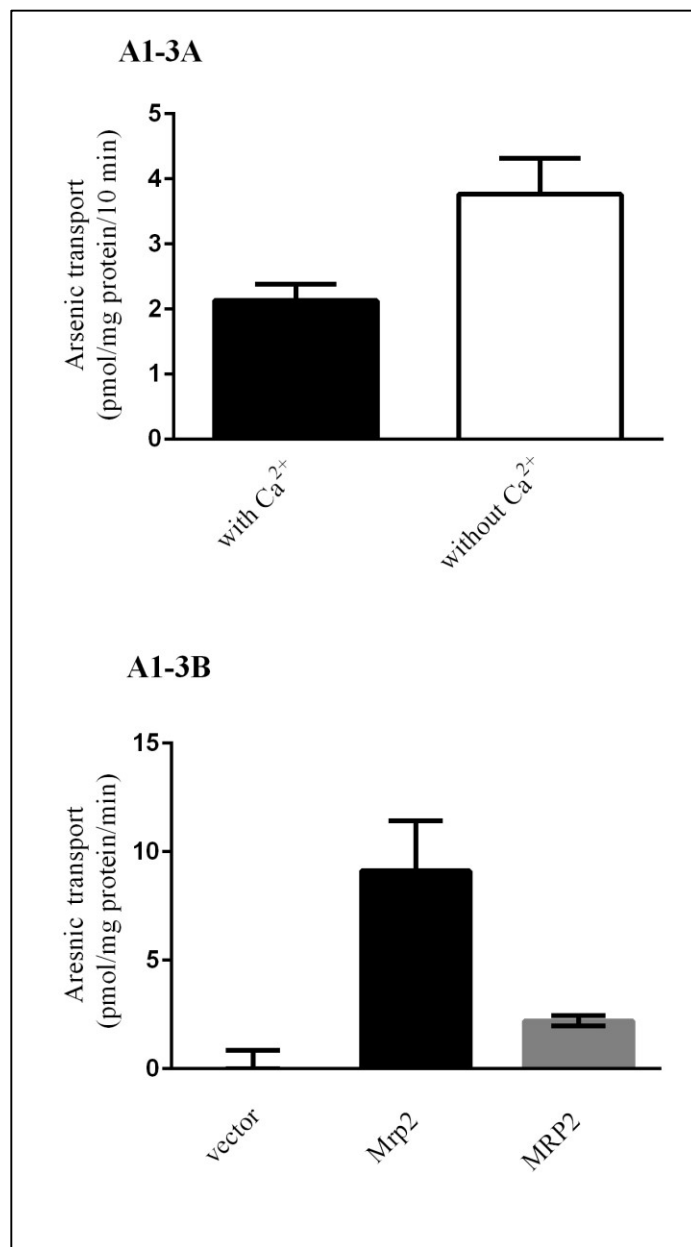 A1-3A
Arsenic transport
(pmol/mg protein/10 min)
5
4
3
2
1
0
with Ca²⁺
without Ca²⁺
A1-3B
Aresnic transport
(pmol/mg protein/min)
15
10
5
0
vector
Mrp2
MRP2